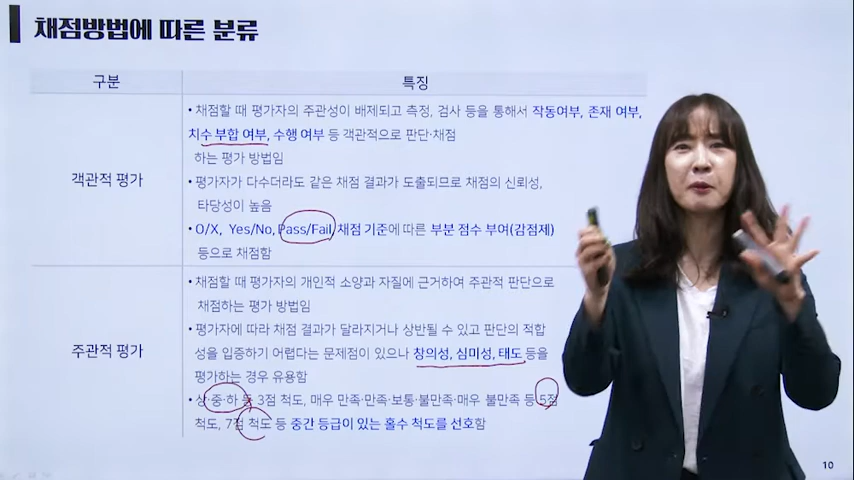 채점방법에 따른 분류
구분
특징
객관적 평가
• 채점할 때 평가자의 주관성이 배제되고 측정, 검사 등을 통해서 작동여부, 존재 여부,
치수 부합 여부, 수행 여부 등 객관적으로 판단·채점
하는 평가 방법임
• 평가자가 다수더라도 같은 채점 결과가 도출되므로 채점의 신뢰성,
타당성이 높음
• O/X, Yes/No, Pass/Fail, 채점 기준에 따른 부분 점수 부여(감점제)
등으로 채점함
주관적 평가
• 채점할 때 평가자의 개인적 소양과 자질에 근거하여 주관적 판단으로
채점하는 평가 방법임
• 평가자에 따라 채점 결과가 달라지거나 상반될 수 있고 판단의 적합
성을 입증하기 어렵다는 문제점이 있으나 창의성, 심미성, 태도 등을
평가하는 경우 유용함
• 상·중·하 등 3점 척도, 매우 만족·만족·보통·불만족·매우 불만족 등 5점
척도, 7점 척도 등 중간 등급이 있는 홀수 척도를 선호함
10